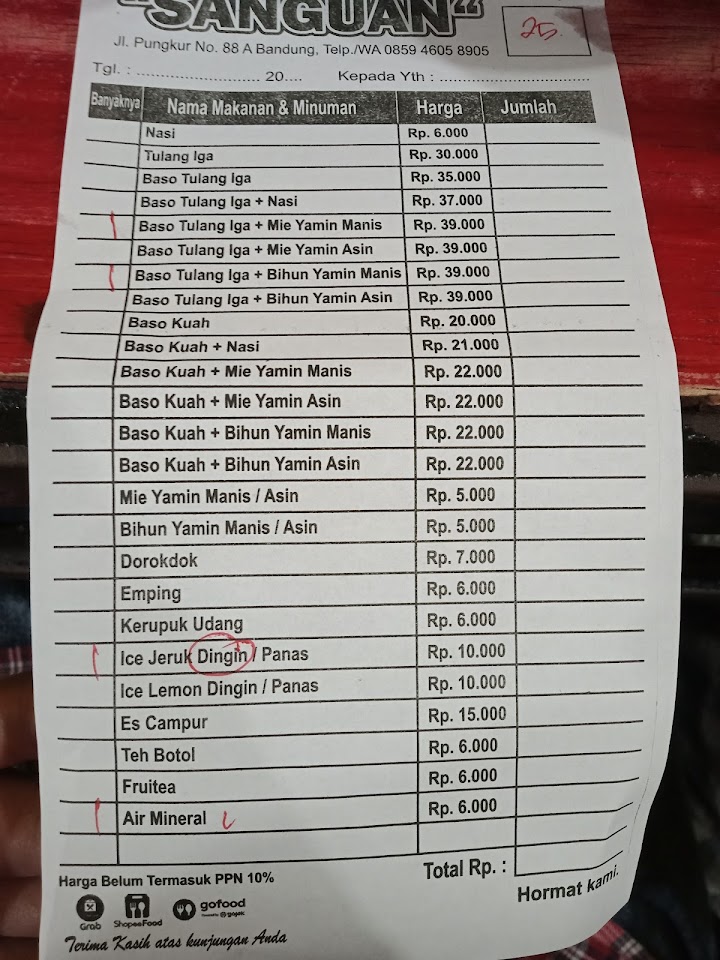 "SANGUAN"
Jl. Pungkur No. 88 A Bandung, Telp./WA 0859 4605 8905
25
Tgl. : ........................... 20.... Kepada Yth : .................................
Banyaknya Nama Makanan & Minuman Harga Jumlah
Nasi Rp. 6.000
Tulang Iga Rp. 30.000
Baso Tulang Iga Rp. 35.000
Baso Tulang Iga + Nasi Rp. 37.000
1 Baso Tulang Iga + Mie Yamin Manis Rp. 39.000
Baso Tulang Iga + Mie Yamin Asin Rp. 39.000
1 Baso Tulang Iga + Bihun Yamin Manis Rp. 39.000
Baso Tulang Iga + Bihun Yamin Asin Rp. 39.000
Baso Kuah Rp. 20.000
Baso Kuah + Nasi Rp. 21.000
Baso Kuah + Mie Yamin Manis Rp. 22.000
Baso Kuah + Mie Yamin Asin Rp. 22.000
Baso Kuah + Bihun Yamin Manis Rp. 22.000
Baso Kuah + Bihun Yamin Asin Rp. 22.000
Mie Yamin Manis / Asin Rp. 5.000
Bihun Yamin Manis / Asin Rp. 5.000
Dorokdok Rp. 7.000
Emping Rp. 6.000
Kerupuk Udang Rp. 6.000
1 Ice Jeruk Dingin / Panas Rp. 10.000
Ice Lemon Dingin / Panas Rp. 10.000
Es Campur Rp. 15.000
Teh Botol Rp. 6.000
Fruitea Rp. 6.000
1 Air Mineral Rp. 6.000
Total Rp. :
Harga Belum Termasuk PPN 10%
Hormat kami.
Grab ShopeeFood gofood
Terima Kasih atas kunjungan Anda